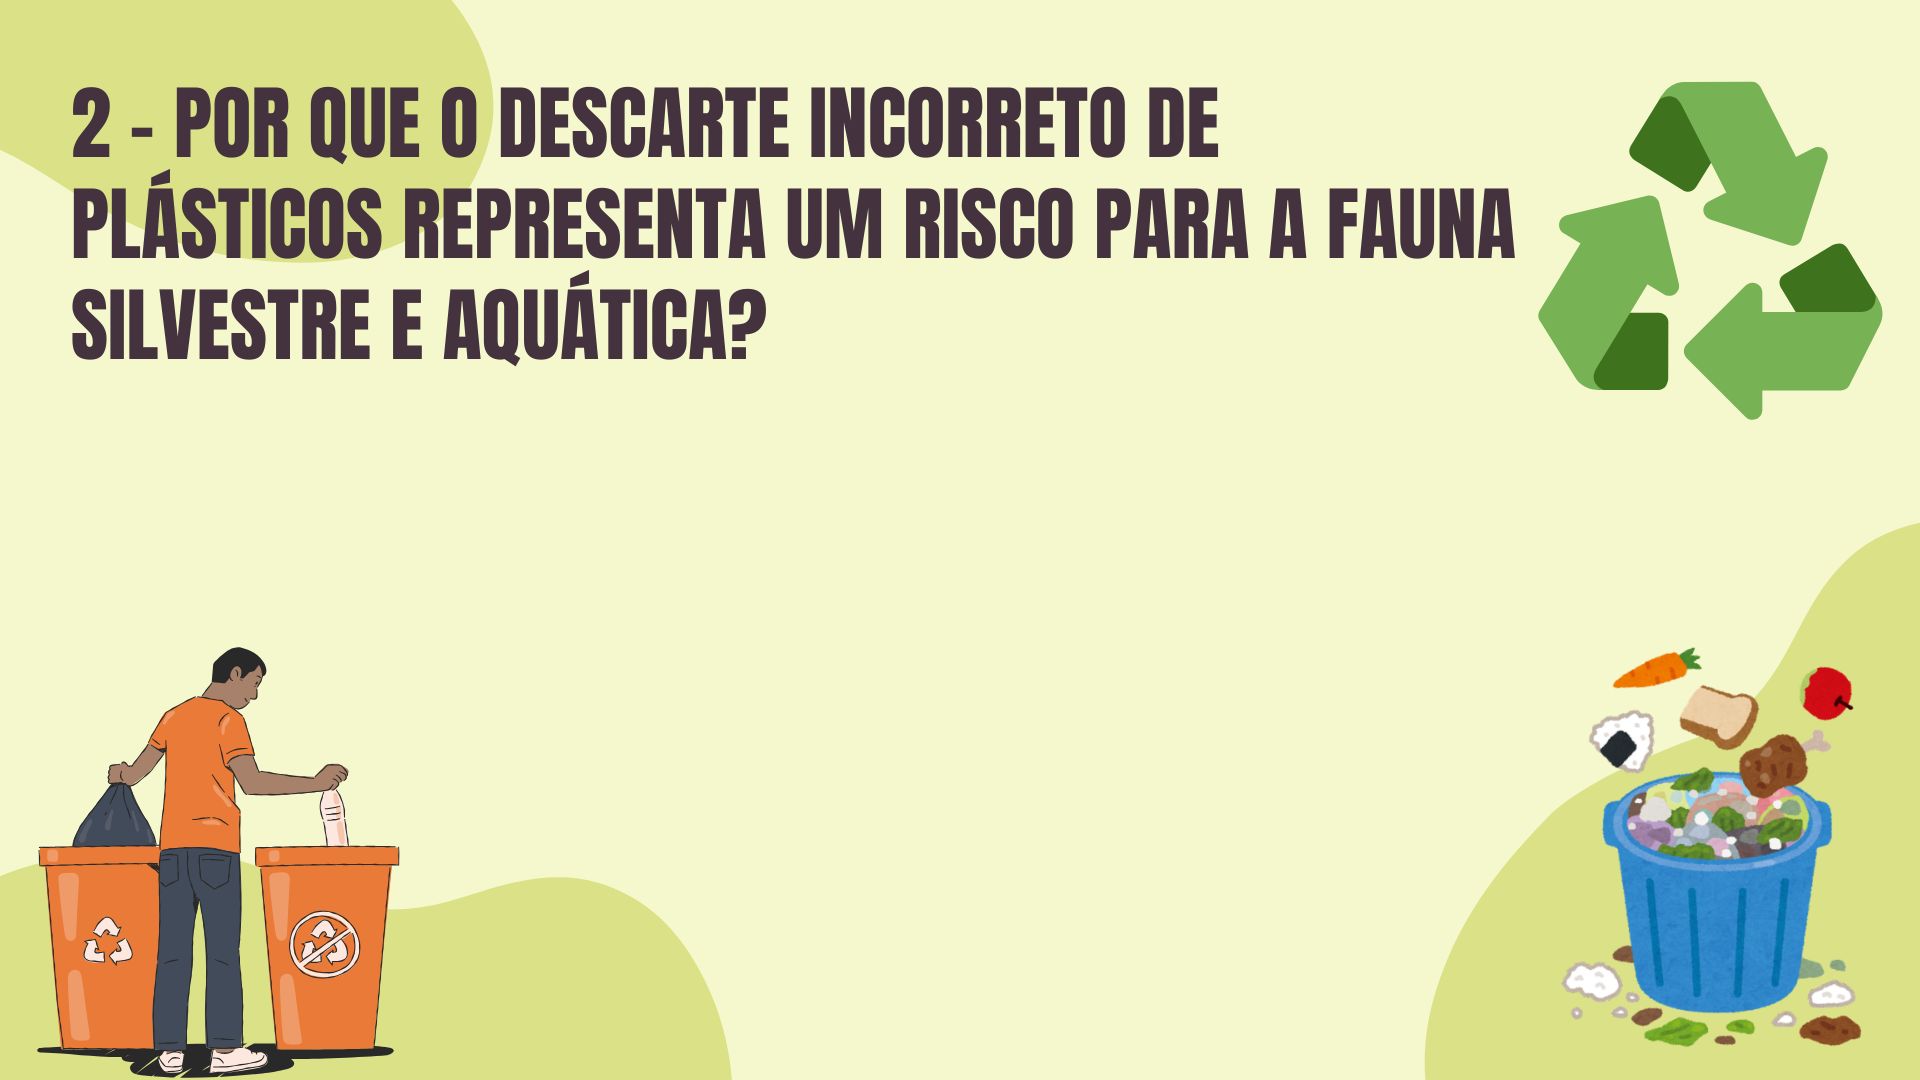 2 - POR QUE O DESCARTE INCORRETO DE
PLÁSTICOS REPRESENTA UM RISCO PARA A FAUNA
SILVESTRE E AQUÁTICA?